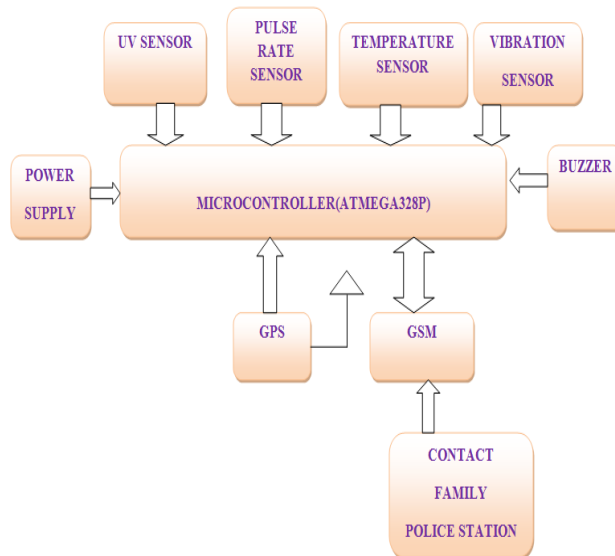 UV SENSOR
PULSE
RATE
SENSOR
TEMPERATURE
SENSOR
VIBRATION
SENSOR
POWER
SUPPLY
MICROCONTROLLER(ATMEGA328P)
BUZZER
GPS
GSM
CONTACT
FAMILY
POLICE STATION